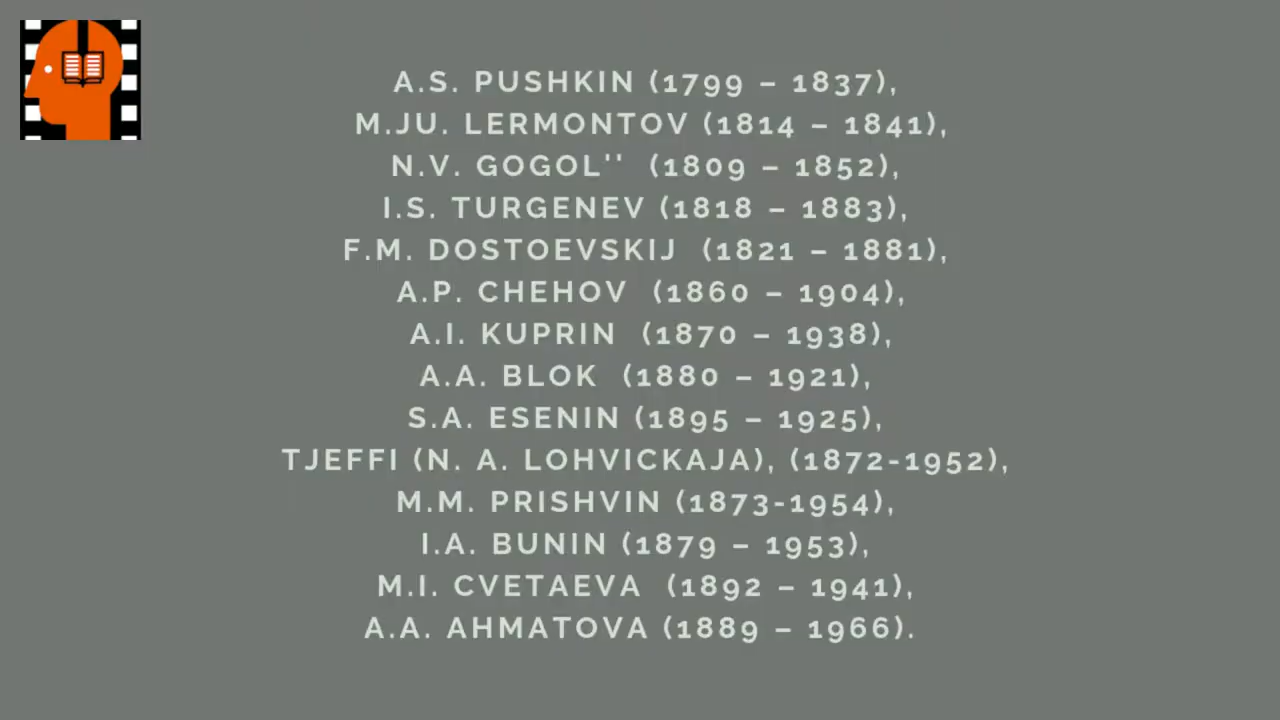 A.S. PUSHKIN (1799 – 1837),
M.JU. LERMONTOV (1814 – 1841),
N.V. GOGOL'' (1809 – 1852),
I.S. TURGENEV (1818 – 1883),
F.M. DOSTOEVSKIJ (1821 – 1881),
A.P. CHEHOV (1860 – 1904),
A.I. KUPRIN (1870 – 1938),
A.A. BLOK (1880 – 1921),
S.A. ESENIN (1895 – 1925),
TJEFFI (N. A. LOHVICKAJA), (1872-1952),
M.M. PRISHVIN (1873-1954),
I.A. BUNIN (1879 – 1953),
M.I. CVETAEVA (1892 – 1941),
A.A. AHMATOVA (1889 – 1966).